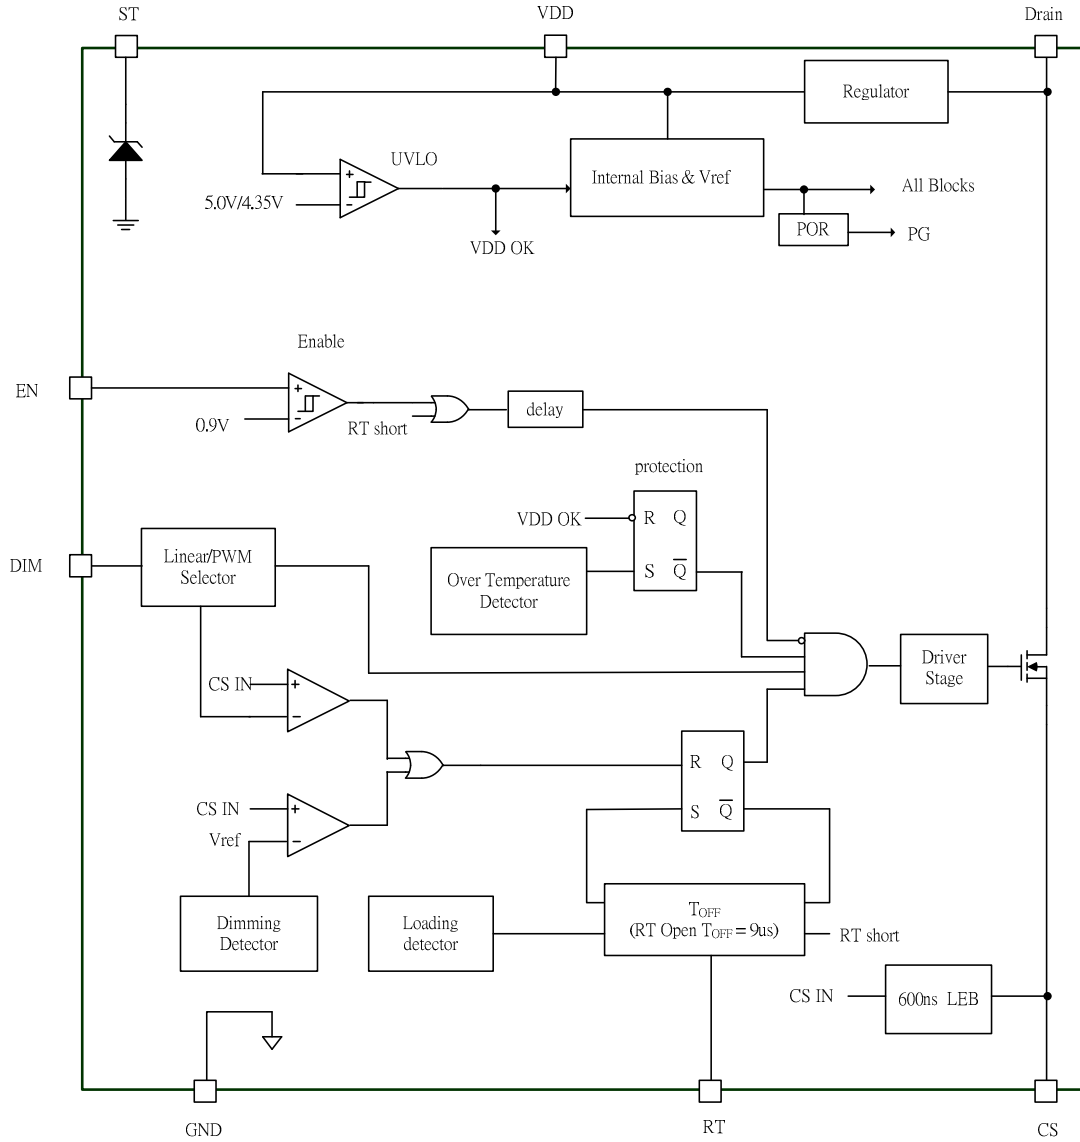 ST
VDD
Drain
Regulator
UVLO
+
-
5.0V/4.35V
Internal Bias & Vref
All Blocks
POR
PG
VDD OK
Enable
EN
+
-
0.9V
RT short
delay
protection
VDD OK
R Q
S Q̅
Over Temperature
Detector
DIM
Linear/PWM
Selector
CS IN
+
-
Driver
Stage
R Q
S Q̅
CS IN
+
Vref
-
Dimming
Detector
Loading
detector
TOFF
(RT Open TOFF = 9us)
RT short
CS IN
600ns LEB
GND
RT
CS